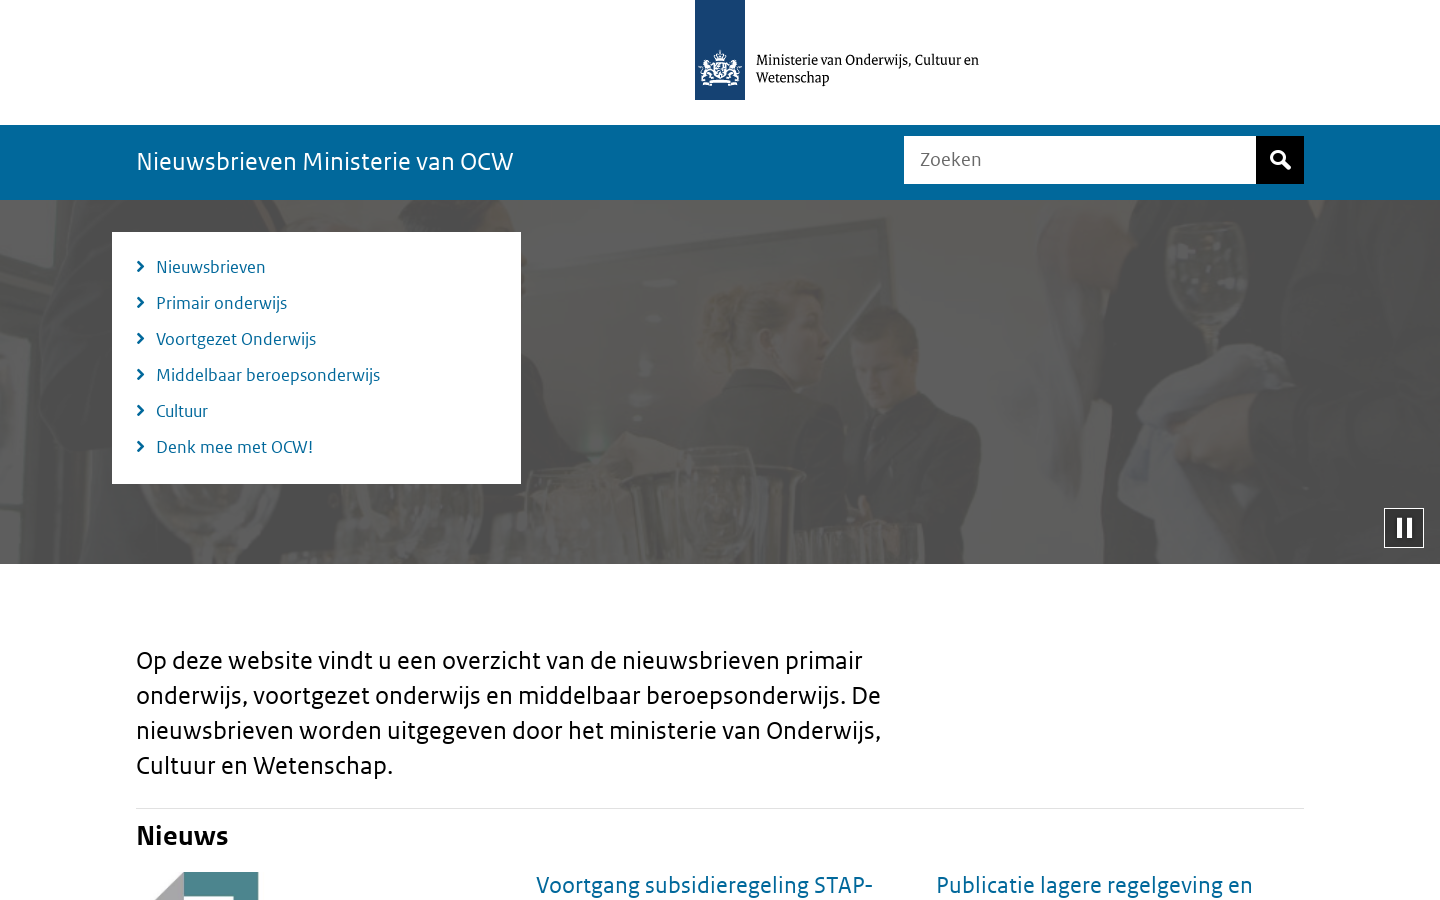 Ministerie van Onderwijs, Cultuur en
Wetenschap
Nieuwsbrieven Ministerie van OCW
Zoeken
Nieuwsbrieven
Primair onderwijs
Voortgezet Onderwijs
Middelbaar beroepsonderwijs
Cultuur
Denk mee met OCW!
Op deze website vindt u een overzicht van de nieuwsbrieven primair
onderwijs, voortgezet onderwijs en middelbaar beroepsonderwijs. De
nieuwsbrieven worden uitgegeven door het ministerie van Onderwijs,
Cultuur en Wetenschap.
Nieuws
Voortgang subsidieregeling STAP-
Publicatie lagere regelgeving en